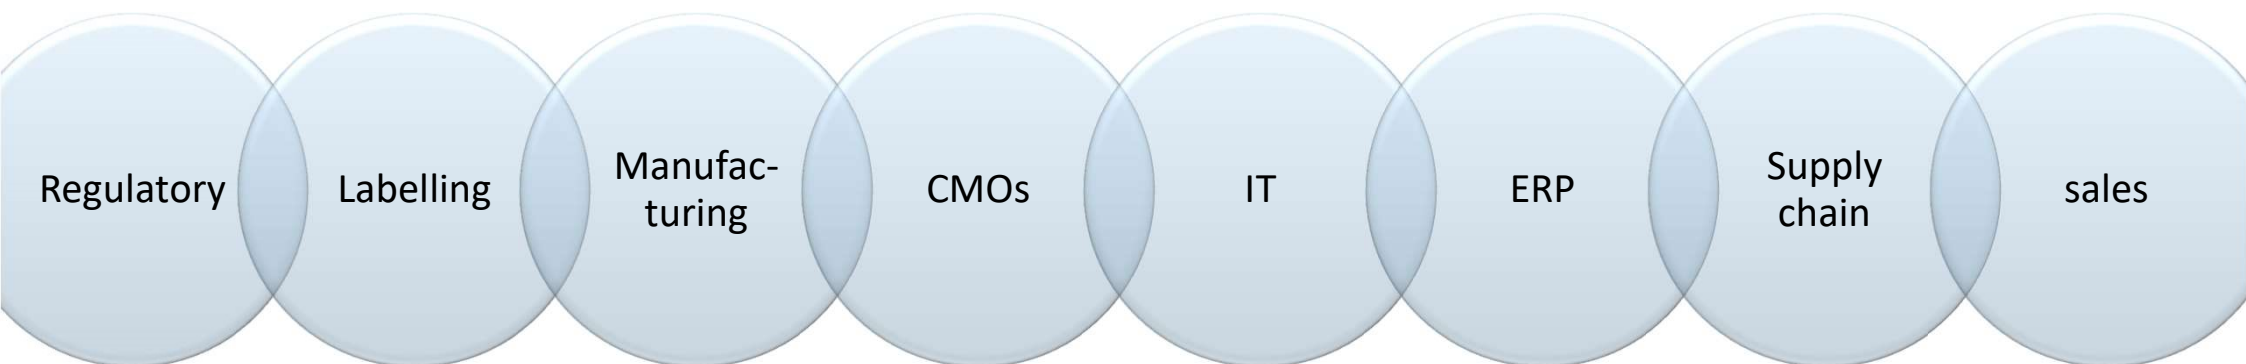 Regulatory
Labelling
Manufac-
turing
CMOs
IT
ERP
Supply
chain
sales